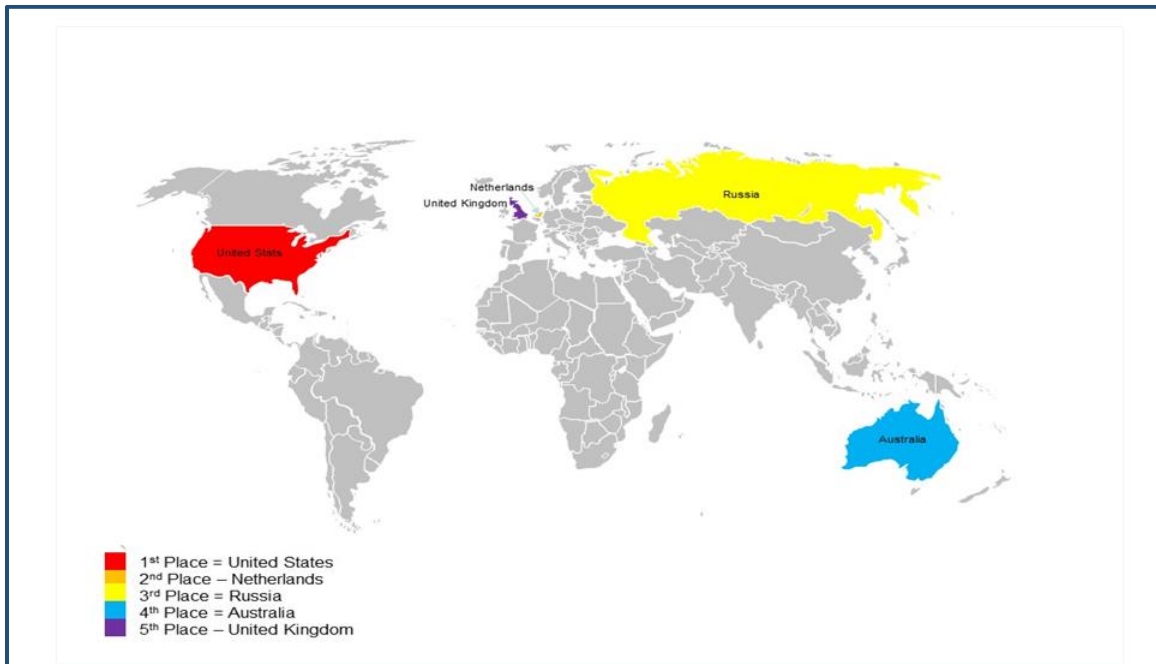 Netherlands
Russia
United Kingdom
United Stats
Australia
1st Place = United States
2nd Place – Netherlands
3rd Place = Russia
4th Place = Australia
5th Place – United Kingdom